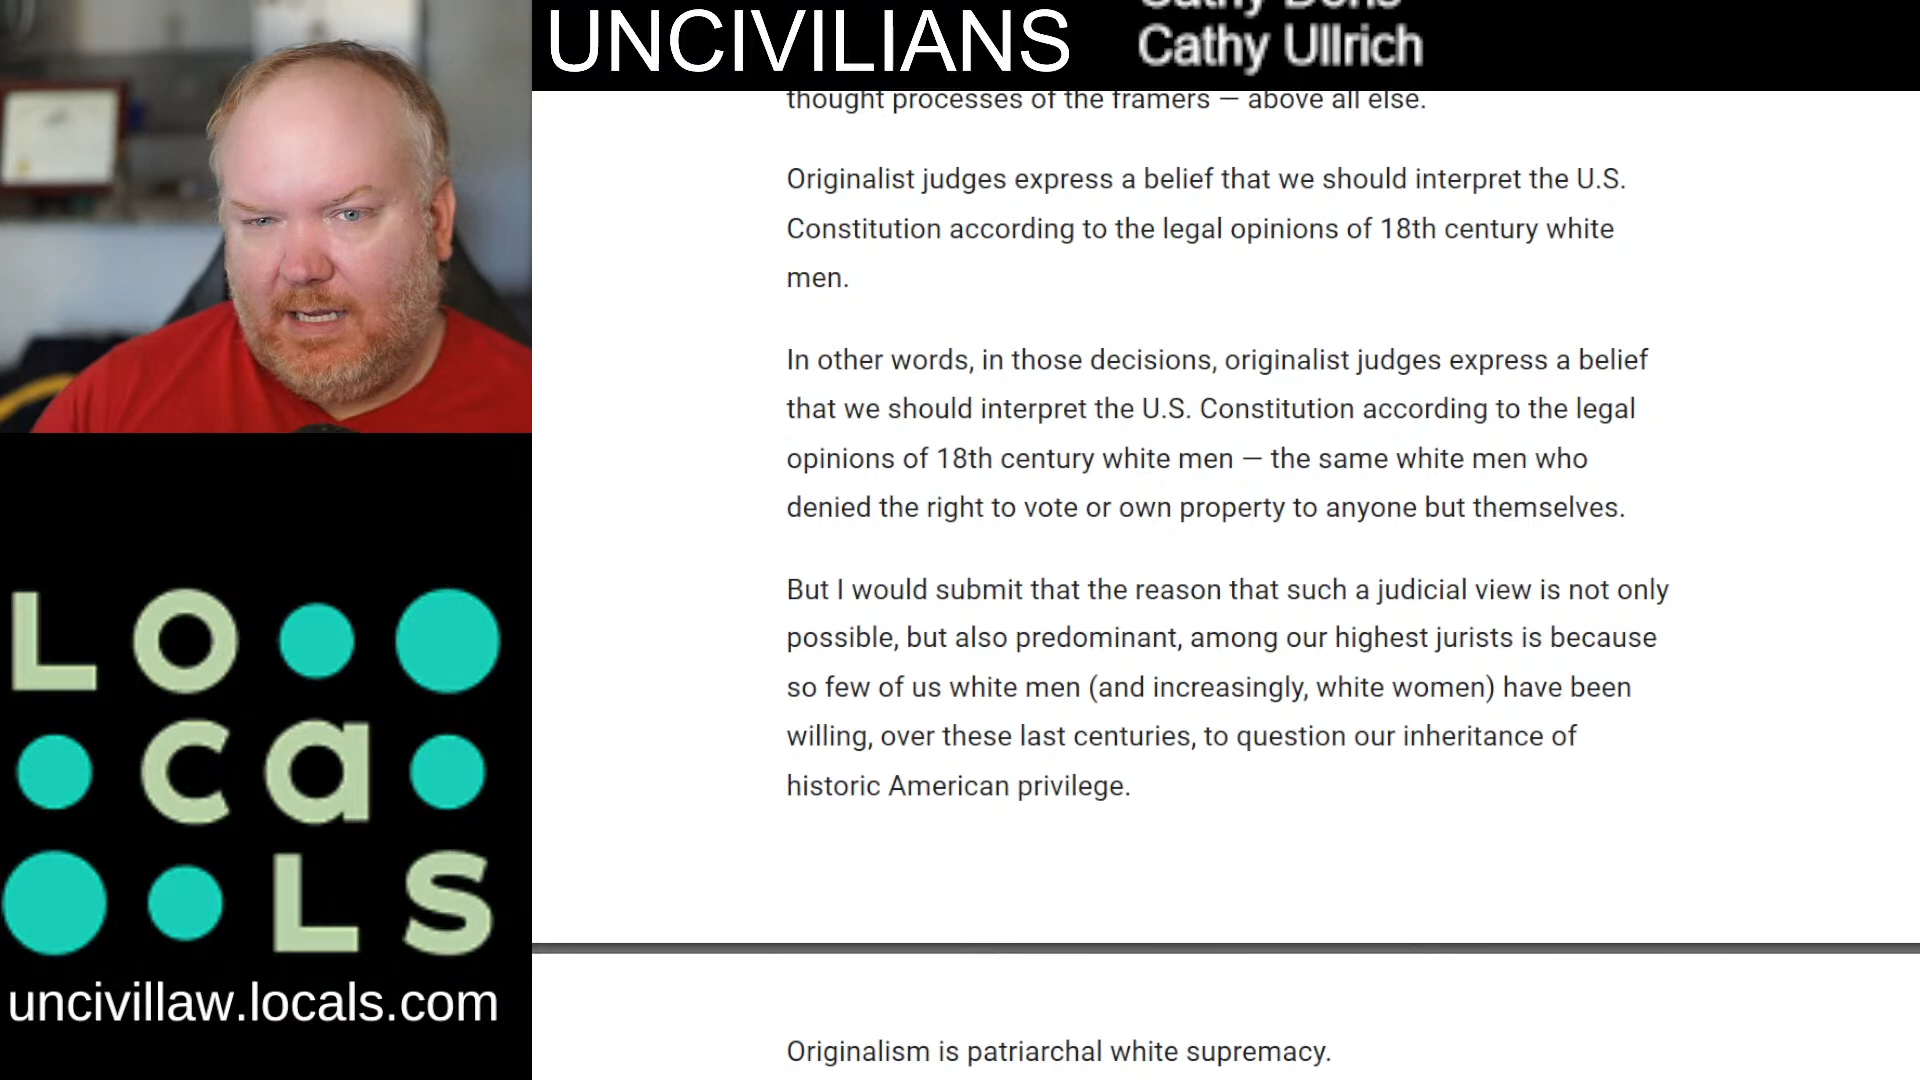 UNCIVILIANS
Cathy Ullrich
thought processes of the framers — above all else.
Originalist judges express a belief that we should interpret the U.S.
Constitution according to the legal opinions of 18th century white
men.
In other words, in those decisions, originalist judges express a belief
that we should interpret the U.S. Constitution according to the legal
opinions of 18th century white men — the same white men who
denied the right to vote or own property to anyone but themselves.
But I would submit that the reason that such a judicial view is not only
possible, but also predominant, among our highest jurists is because
so few of us white men (and increasingly, white women) have been
willing, over these last centuries, to question our inheritance of
historic American privilege.
Originalism is patriarchal white supremacy.
LOcaLS
uncivillaw.locals.com